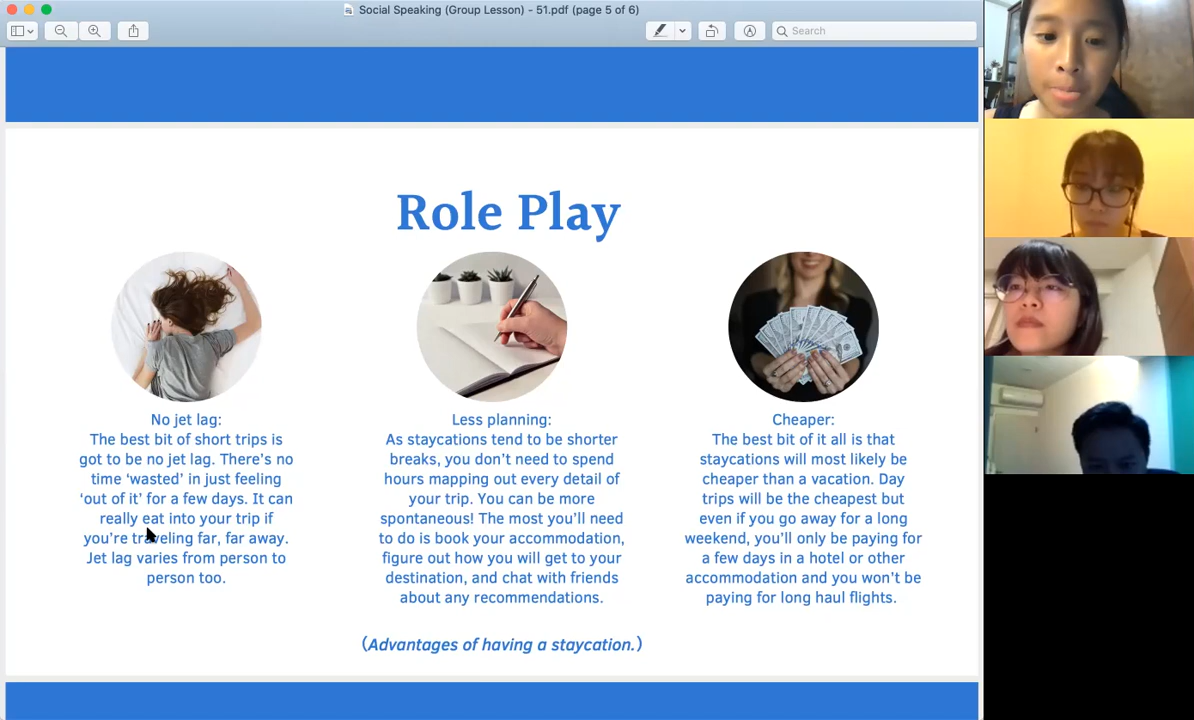 Social Speaking (Group Lesson) - 51.pdf (page 5 of 6)
Search
Role Play
No jet lag:
The best bit of short trips is
got to be no jet lag. There's no
time 'wasted' in just feeling
'out of it' for a few days. It can
really eat into your trip if
you're traveling far, far away.
Jet lag varies from person to
person too.
Less planning:
As staycations tend to be shorter
breaks, you don't need to spend
hours mapping out every detail of
your trip. You can be more
spontaneous! The most you'll need
to do is book your accommodation,
figure out how you will get to your
destination, and chat with friends
about any recommendations.
Cheaper:
The best bit of it all is that
staycations will most likely be
cheaper than a vacation. Day
trips will be the cheapest but
even if you go away for a long
weekend, you'll only be paying for
a few days in a hotel or other
accommodation and you won't be
paying for long haul flights.
(Advantages of having a staycation.)